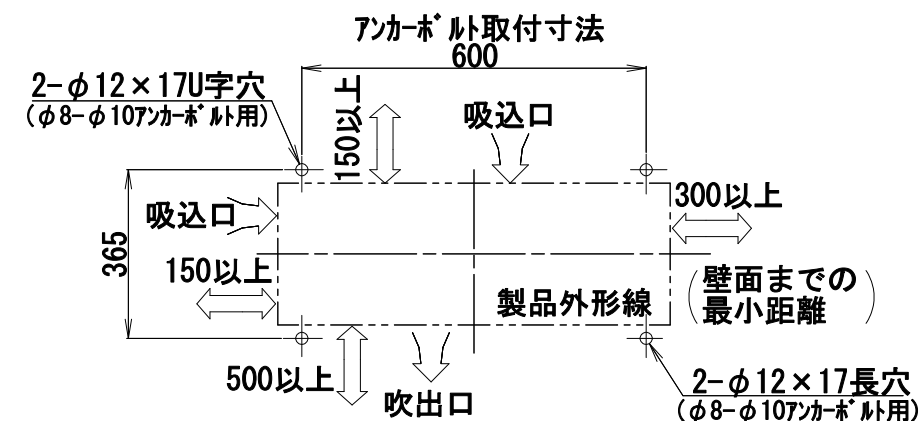 アンカーボルト取付寸法
600
2-φ12×17U字穴
(φ8-φ10アンカーボルト用)
150以上
吸込口
300以上
吸込口
365
150以上
(壁面までの
最小距離)
製品外形線
500以上
吹出口
2-φ12×17長穴
(φ8-φ10アンカーボルト用)